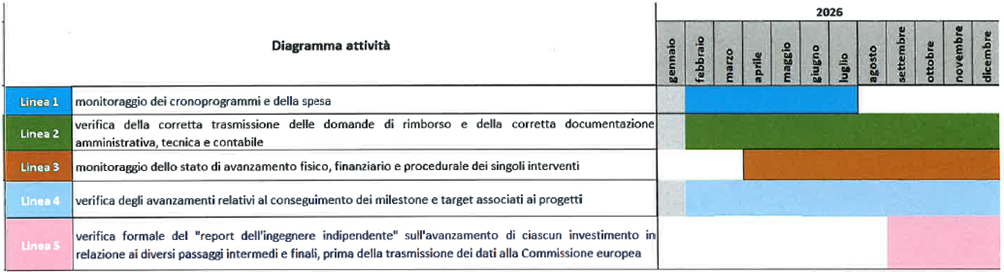 2026
Diagramma attività
gennaio
febbraio
marzo
aprile
maggio
giugno
luglio
agosto
settembre
ottobre
novembre
dicembre
Linea 1 monitoraggio dei cronoprogrammi e della spesa
Linea 2 verifica della corretta trasmissione delle domande di rimborso e della corretta documentazione
amministrativa, tecnica e contabile
Linea 3 monitoraggio dello stato di avanzamento fisico, finanziario e procedurale dei singoli interventi
Linea 4 verifica degli avanzamenti relativi al conseguimento dei milestone e target associati ai progetti
Linea 5 verifica formale del "report dell'ingegnere indipendente" sull'avanzamento di ciascun investimento in
relazione ai diversi passaggi intermedi e finali, prima della trasmissione dei dati alla Commissione europea